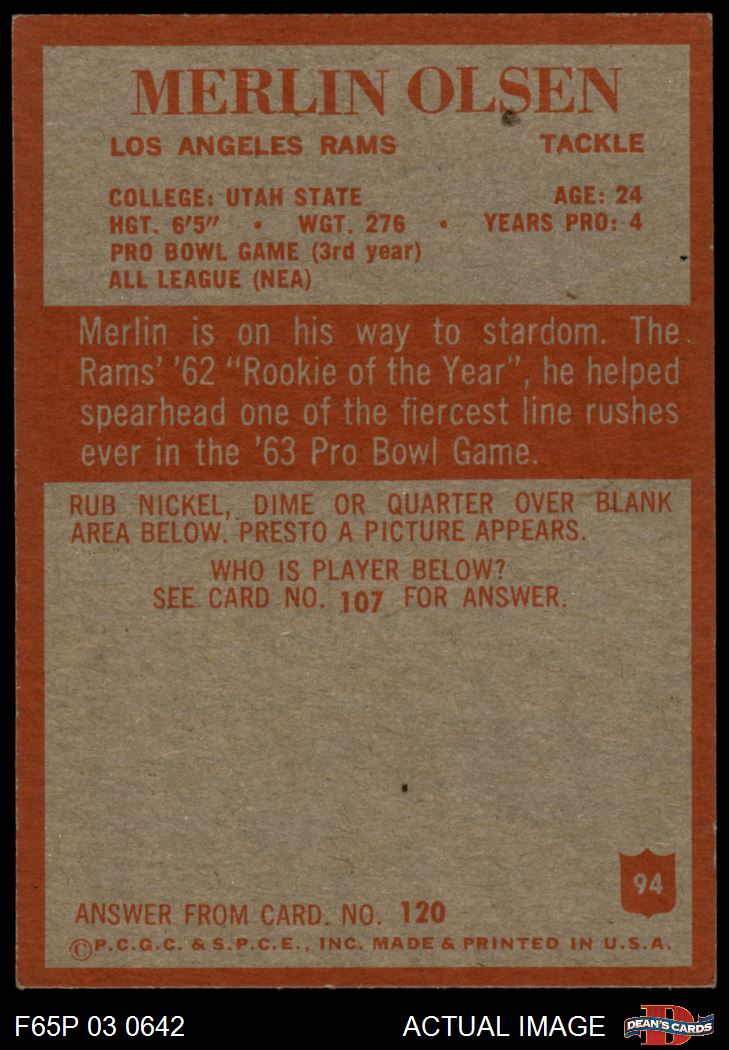 MERLIN OLSEN
LOS ANGELES RAMS TACKLE
COLLEGE: UTAH STATE AGE: 24
HGT. 6'5" • WGT. 276 • YEARS PRO: 4
PRO BOWL GAME (3rd year)
ALL LEAGUE (NEA)
Merlin is on his way to stardom. The
Rams' '62 "Rookie of the Year", he helped
spearhead one of the fiercest line rushes
ever in the '63 Pro Bowl Game.
RUB NICKEL, DIME OR QUARTER OVER BLANK
AREA BELOW. PRESTO A PICTURE APPEARS.
WHO IS PLAYER BELOW?
SEE CARD NO. 107 FOR ANSWER.
94
ANSWER FROM CARD. NO. 120
©P.C.G.C. & S.P.C.E., INC. MADE & PRINTED IN U.S.A.
F65P 03 0642 ACTUAL IMAGE D DEAN'S CARDS